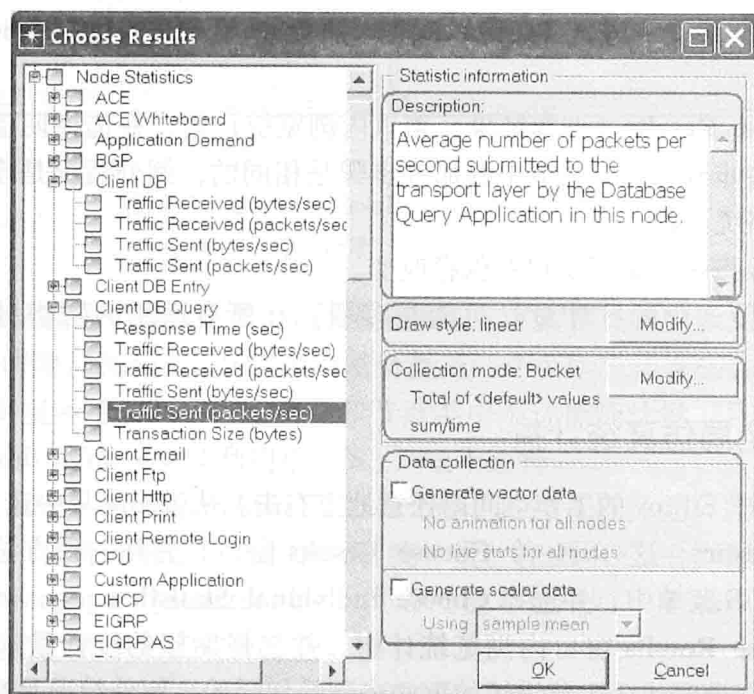 Choose Results
Node Statistics
ACE
ACE Whiteboard
Application Demand
BGP
Client DB
Traffic Received (bytes/sec)
Traffic Received (packets/sec
Traffic Sent (bytes/sec)
Traffic Sent (packets/sec)
Client DB Entry
Client DB Query
Response Time (sec)
Traffic Received (bytes/sec)
Traffic Received (packets/sec
Traffic Sent (bytes/sec)
Traffic Sent (packets/sec)
Transaction Size (bytes)
Client Email
Client Ftp
Client Http
Client Print
Client Remote Login
CPU
Custom Application
DHCP
EIGRP
EIGRP AS
Statistic information
Description:
Average number of packets per
second submitted to the
transport layer by the Database
Query Application in this node.
Draw style: linear
Modify...
Collection mode: Bucket
Modify...
Total of <default> values
sum/time
Data collection
Generate vector data
No animation for all nodes
No live stats for all nodes
Generate scalar data
Using sample mean
OK
Cancel